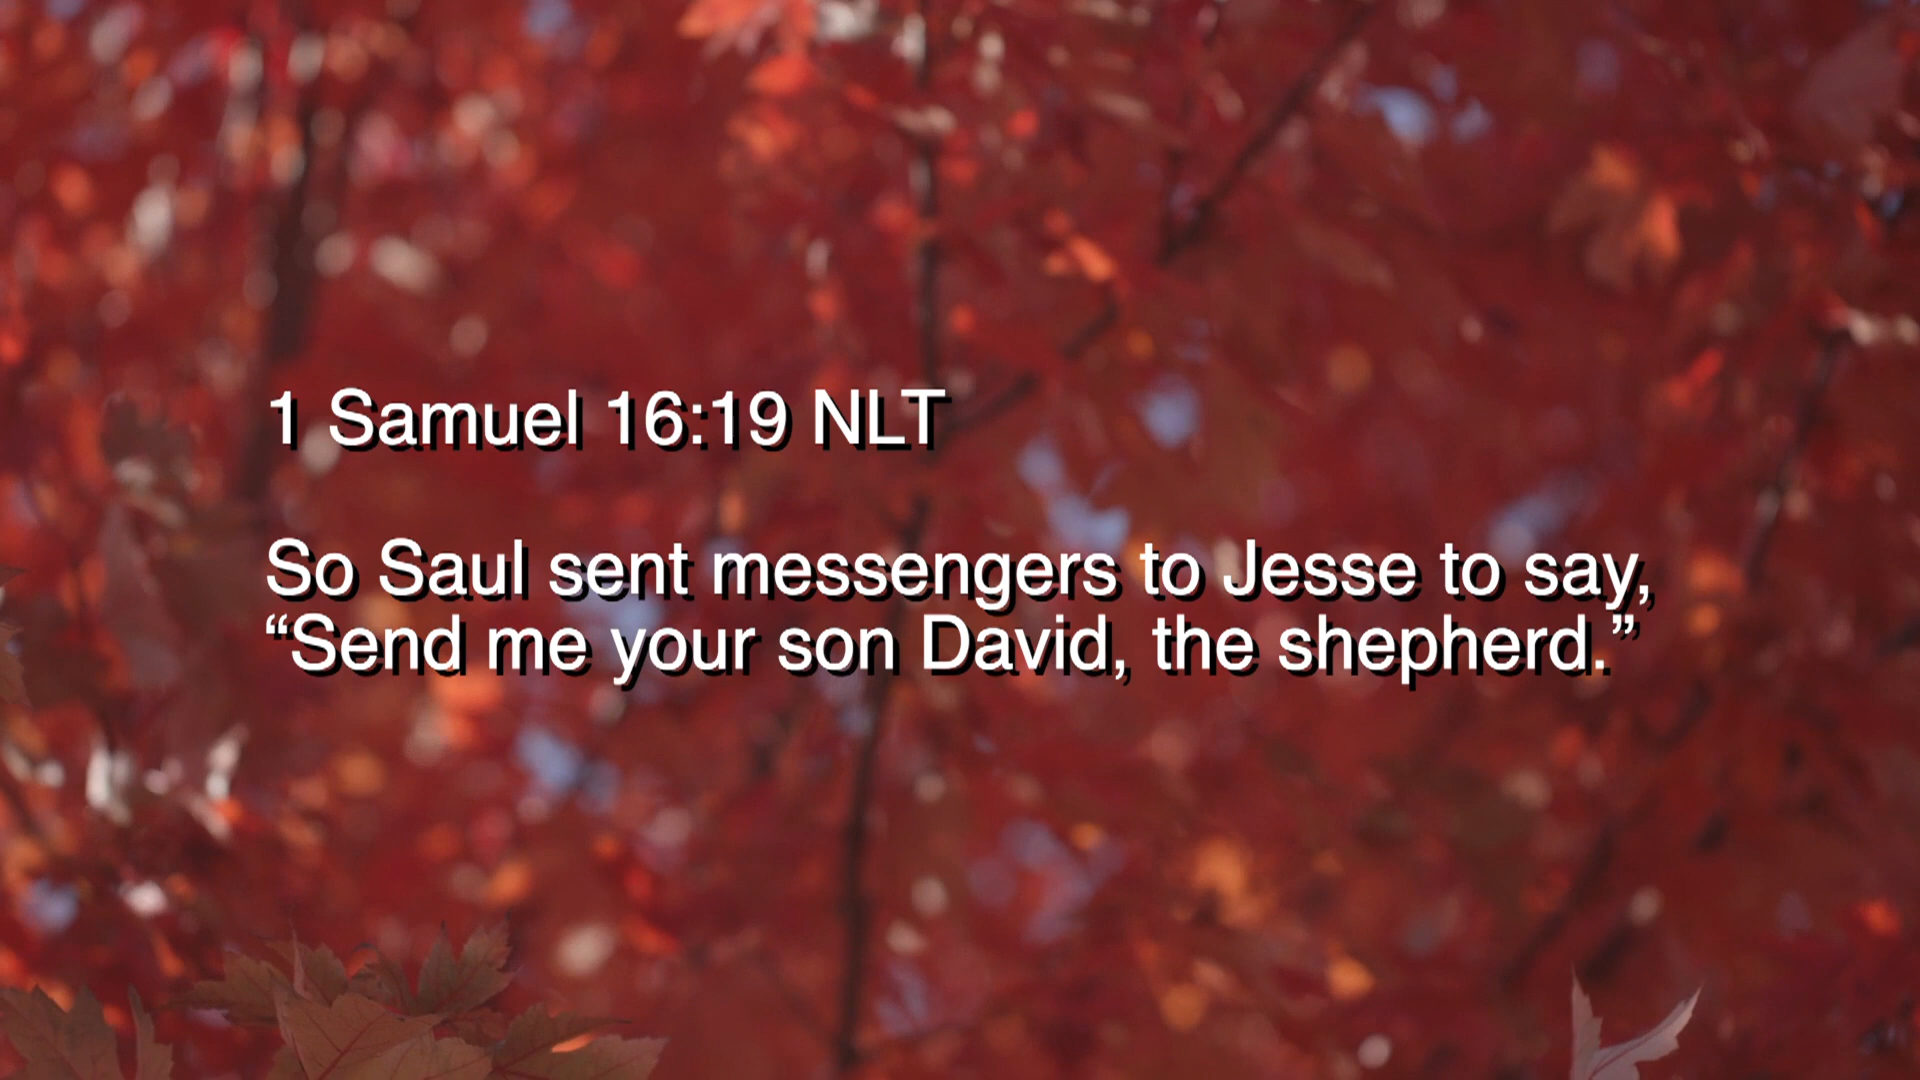 1 Samuel 16:19 NLT
So Saul sent messengers to Jesse to say,
“Send me your son David, the shepherd.”